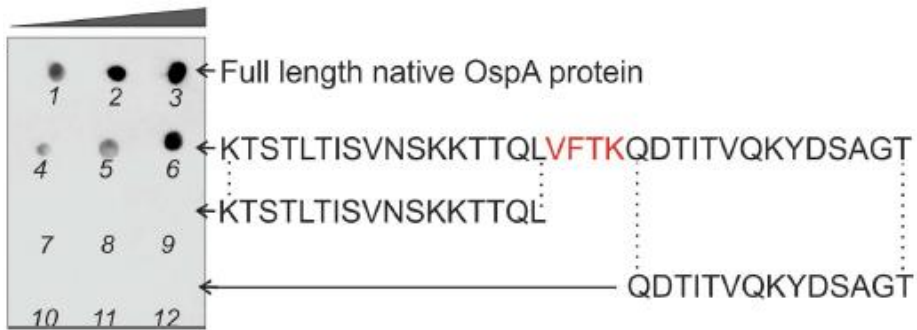 Full length native OspA protein
1 2 3
KTSTLTISVNSKKTTQLVFTKQDTITVQKYDSAGT
4 5 6
KTSTLTISVNSKKTTQL
7 8 9
QDTITVQKYDSAGT
10 11 12